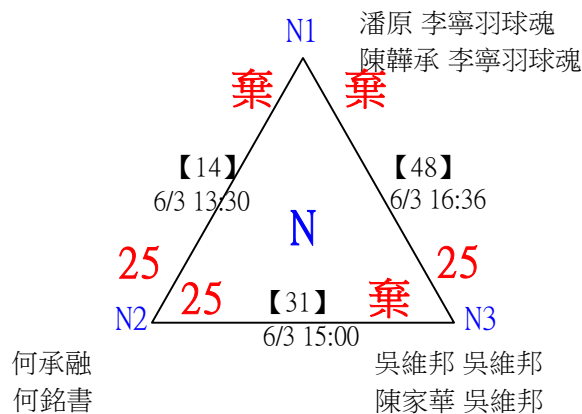 N1
潘原 李寧羽球魂
陳韡承 李寧羽球魂
棄 棄
【14】
6/3 13:30
【48】
6/3 16:36
N
25 25
25 【31】 棄
N2 6/3 15:00 N3
何承融
何銘書
吳維邦 吳維邦
陳家華 吳維邦